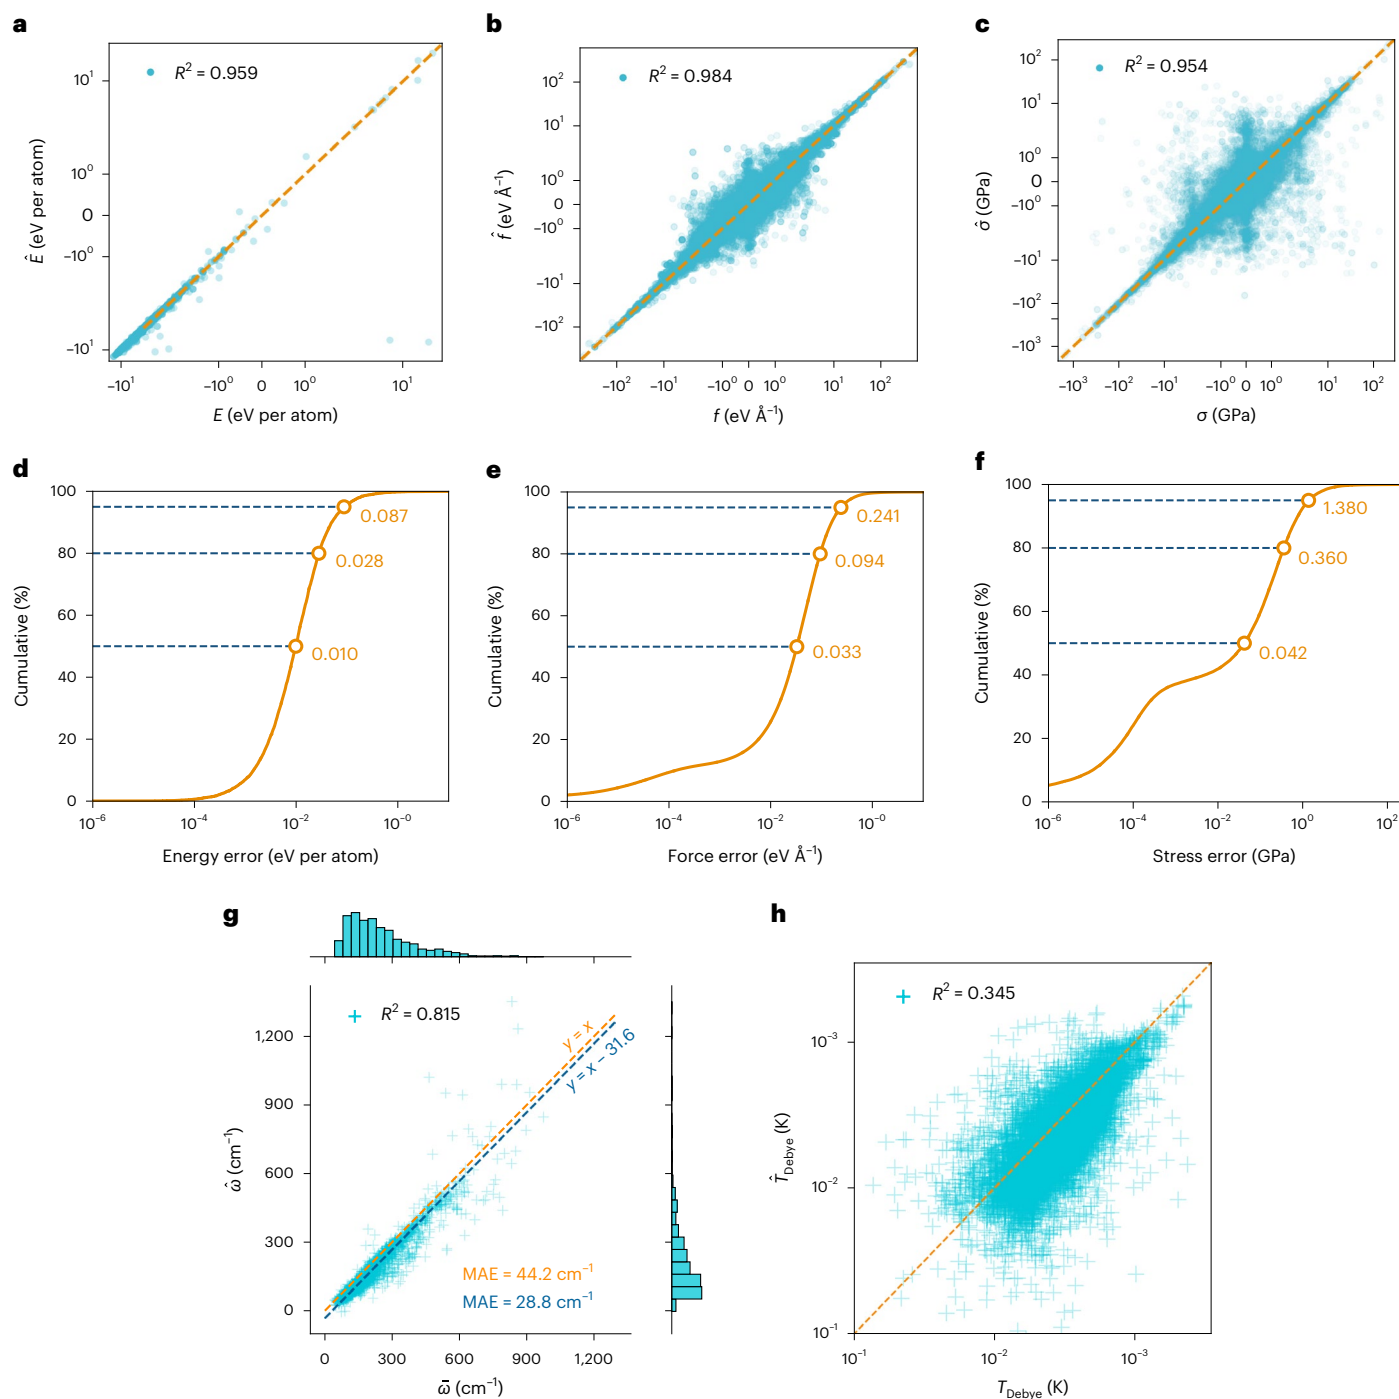 a
R² = 0.959
10¹
10⁰
0
−10⁰
−10¹
Ê (eV per atom)
−10¹ −10⁰ 0 10⁰ 10¹
E (eV per atom)
b
R² = 0.984
10²
10¹
10⁰
0
−10⁰
−10¹
−10²
f̂ (eV Å⁻¹)
−10² −10¹ −10⁰ 0 10⁰ 10¹ 10²
f (eV Å⁻¹)
c
R² = 0.954
10²
10¹
10⁰
0
−10⁰
−10¹
−10²
−10³
σ̂ (GPa)
−10³ −10² −10¹ −10⁰ 0 10⁰ 10¹ 10²
σ (GPa)
d
100
80
60
40
20
0
Cumulative (%)
0.087
0.028
0.010
10⁻⁶ 10⁻⁴ 10⁻² 10⁻⁰
Energy error (eV per atom)
e
100
80
60
40
20
0
Cumulative (%)
0.241
0.094
0.033
10⁻⁶ 10⁻⁴ 10⁻² 10⁻⁰
Force error (eV Å⁻¹)
f
100
80
60
40
20
0
Cumulative (%)
1.380
0.360
0.042
10⁻⁶ 10⁻⁴ 10⁻² 10⁰ 10²
Stress error (GPa)
g
R² = 0.815
y = x
y = x − 31.6
1,200
900
600
300
0
ω̂ (cm⁻¹)
MAE = 44.2 cm⁻¹
MAE = 28.8 cm⁻¹
0 300 600 900 1,200
ω̄ (cm⁻¹)
h
R² = 0.345
10⁻³
10⁻²
10⁻¹
T̂Debye (K)
10⁻¹ 10⁻² 10⁻³
TDebye (K)